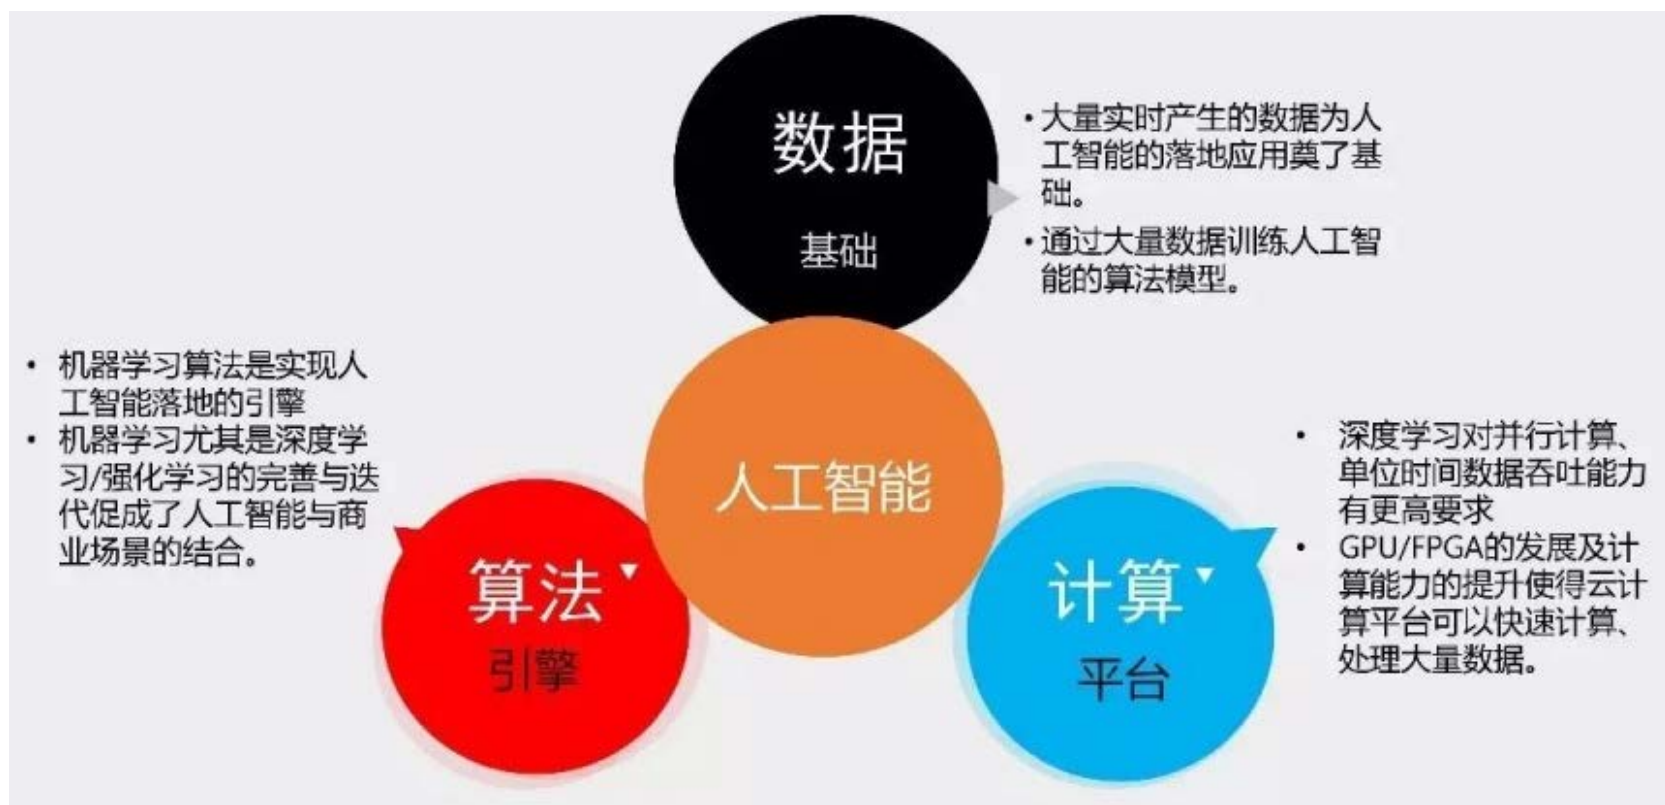 数据
基础
•大量实时产生的数据为人
工智能的落地应用奠了基
础。
•通过大量数据训练人工智
能的算法模型。
• 机器学习算法是实现人
工智能落地的引擎
• 机器学习尤其是深度学
习/强化学习的完善与迭
代促成了人工智能与商
业场景的结合。
人工智能
算法
引擎
计算
平台
• 深度学习对并行计算、
单位时间数据吞吐能力
有更高要求
• GPU/FPGA的发展及计
算能力的提升使得云计
算平台可以快速计算、
处理大量数据。